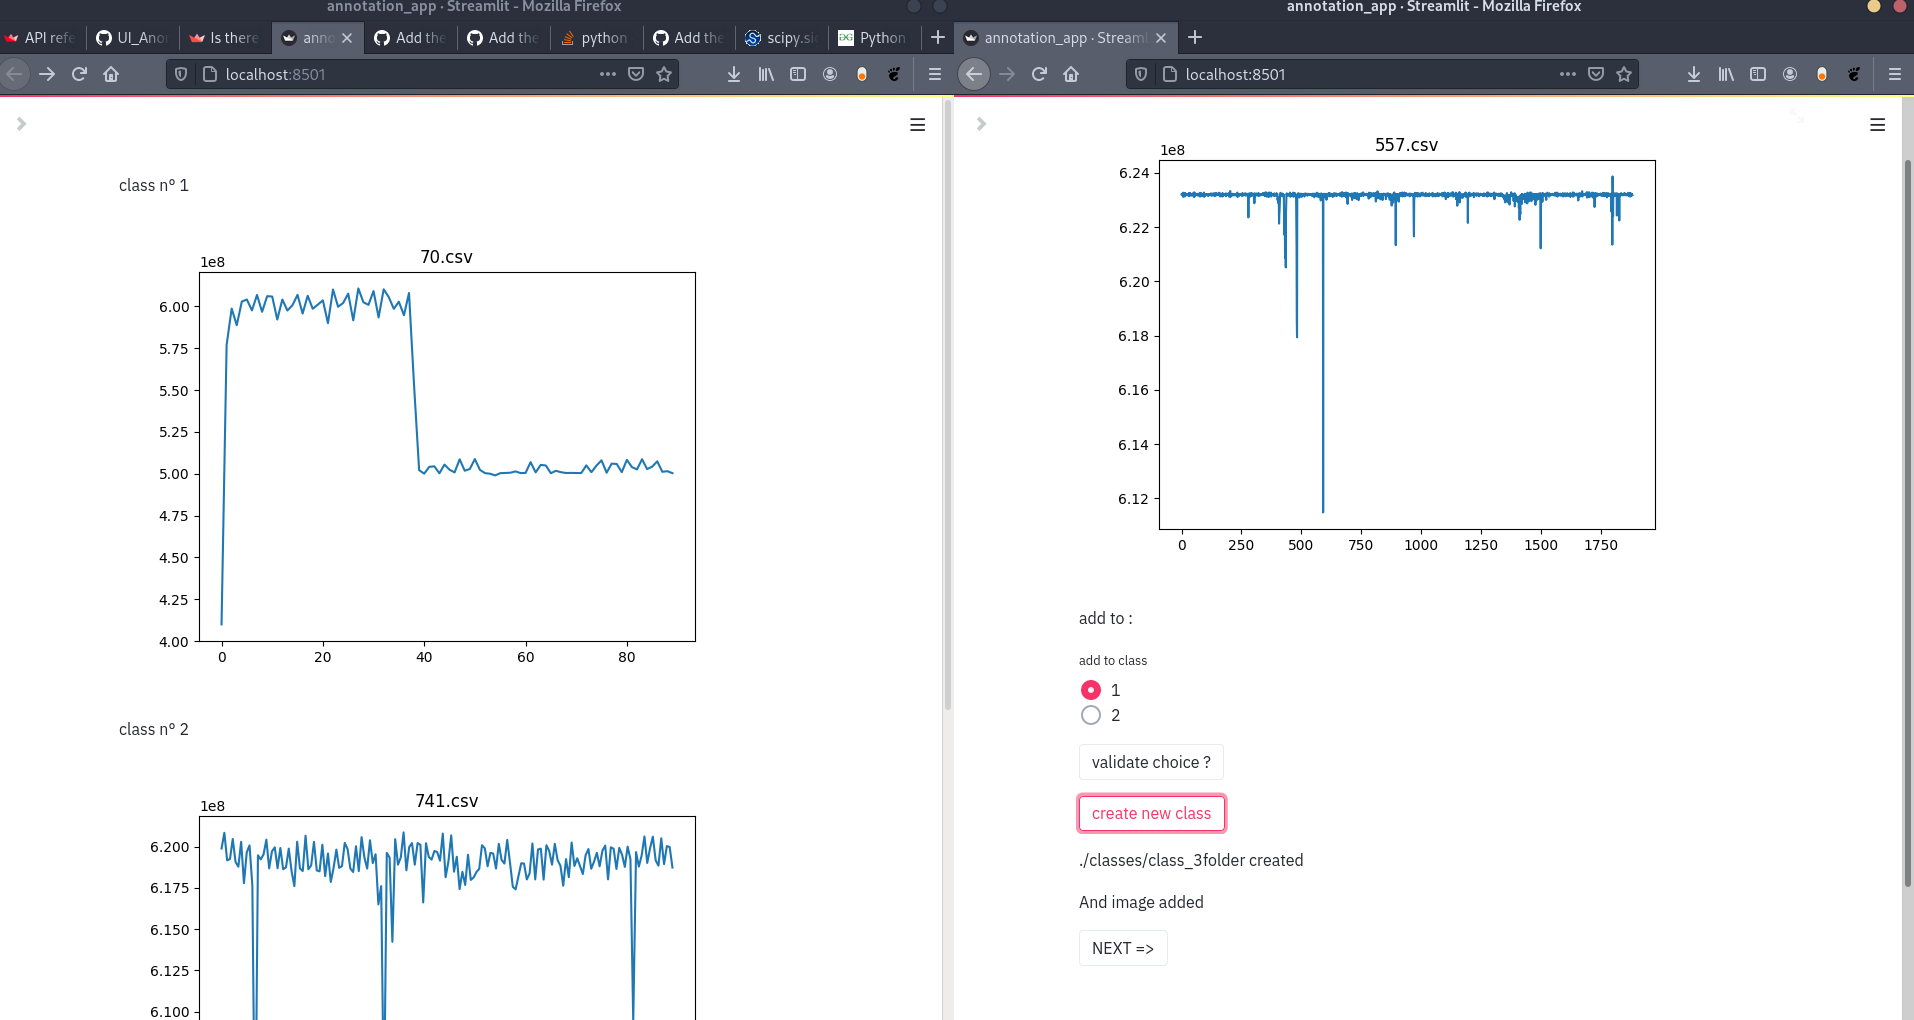 annotation_app · Streamlit - Mozilla Firefox
API refe
UI_Ano
Is there
anno
Add the
Add the
python
Add the
scipy.si
Python
localhost:8501
class n° 1
70.csv
1e8
6.00
5.75
5.50
5.25
5.00
4.75
4.50
4.25
4.00
0 20 40 60 80
class n° 2
741.csv
1e8
6.200
6.175
6.150
6.125
6.100
annotation_app · Streamlit - Mozilla Firefox
annotation_app · Streaml
localhost:8501
557.csv
1e8
6.24
6.22
6.20
6.18
6.16
6.14
6.12
0 250 500 750 1000 1250 1500 1750
add to :
add to class
1
2
validate choice ?
create new class
./classes/class_3folder created
And image added
NEXT =>